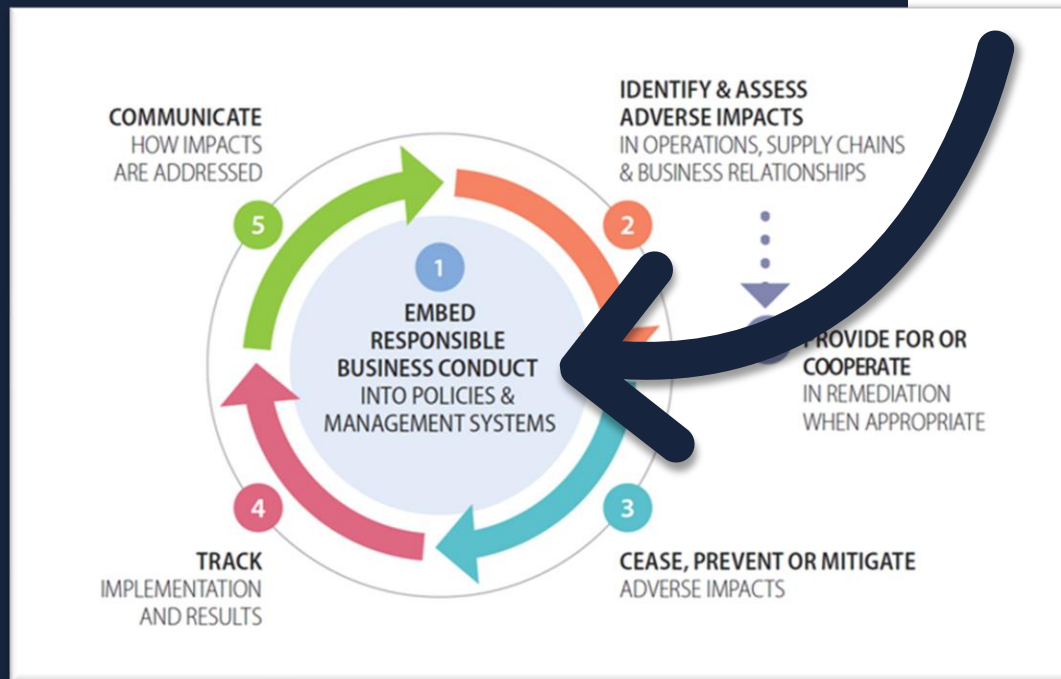 1
EMBED
RESPONSIBLE
BUSINESS CONDUCT
INTO POLICIES &
MANAGEMENT SYSTEMS
IDENTIFY & ASSESS
ADVERSE IMPACTS
IN OPERATIONS, SUPPLY CHAINS
& BUSINESS RELATIONSHIPS
2
PROVIDE FOR OR
COOPERATE
IN REMEDIATION
WHEN APPROPRIATE
3
CEASE, PREVENT OR MITIGATE
ADVERSE IMPACTS
4
TRACK
IMPLEMENTATION
AND RESULTS
5
COMMUNICATE
HOW IMPACTS
ARE ADDRESSED